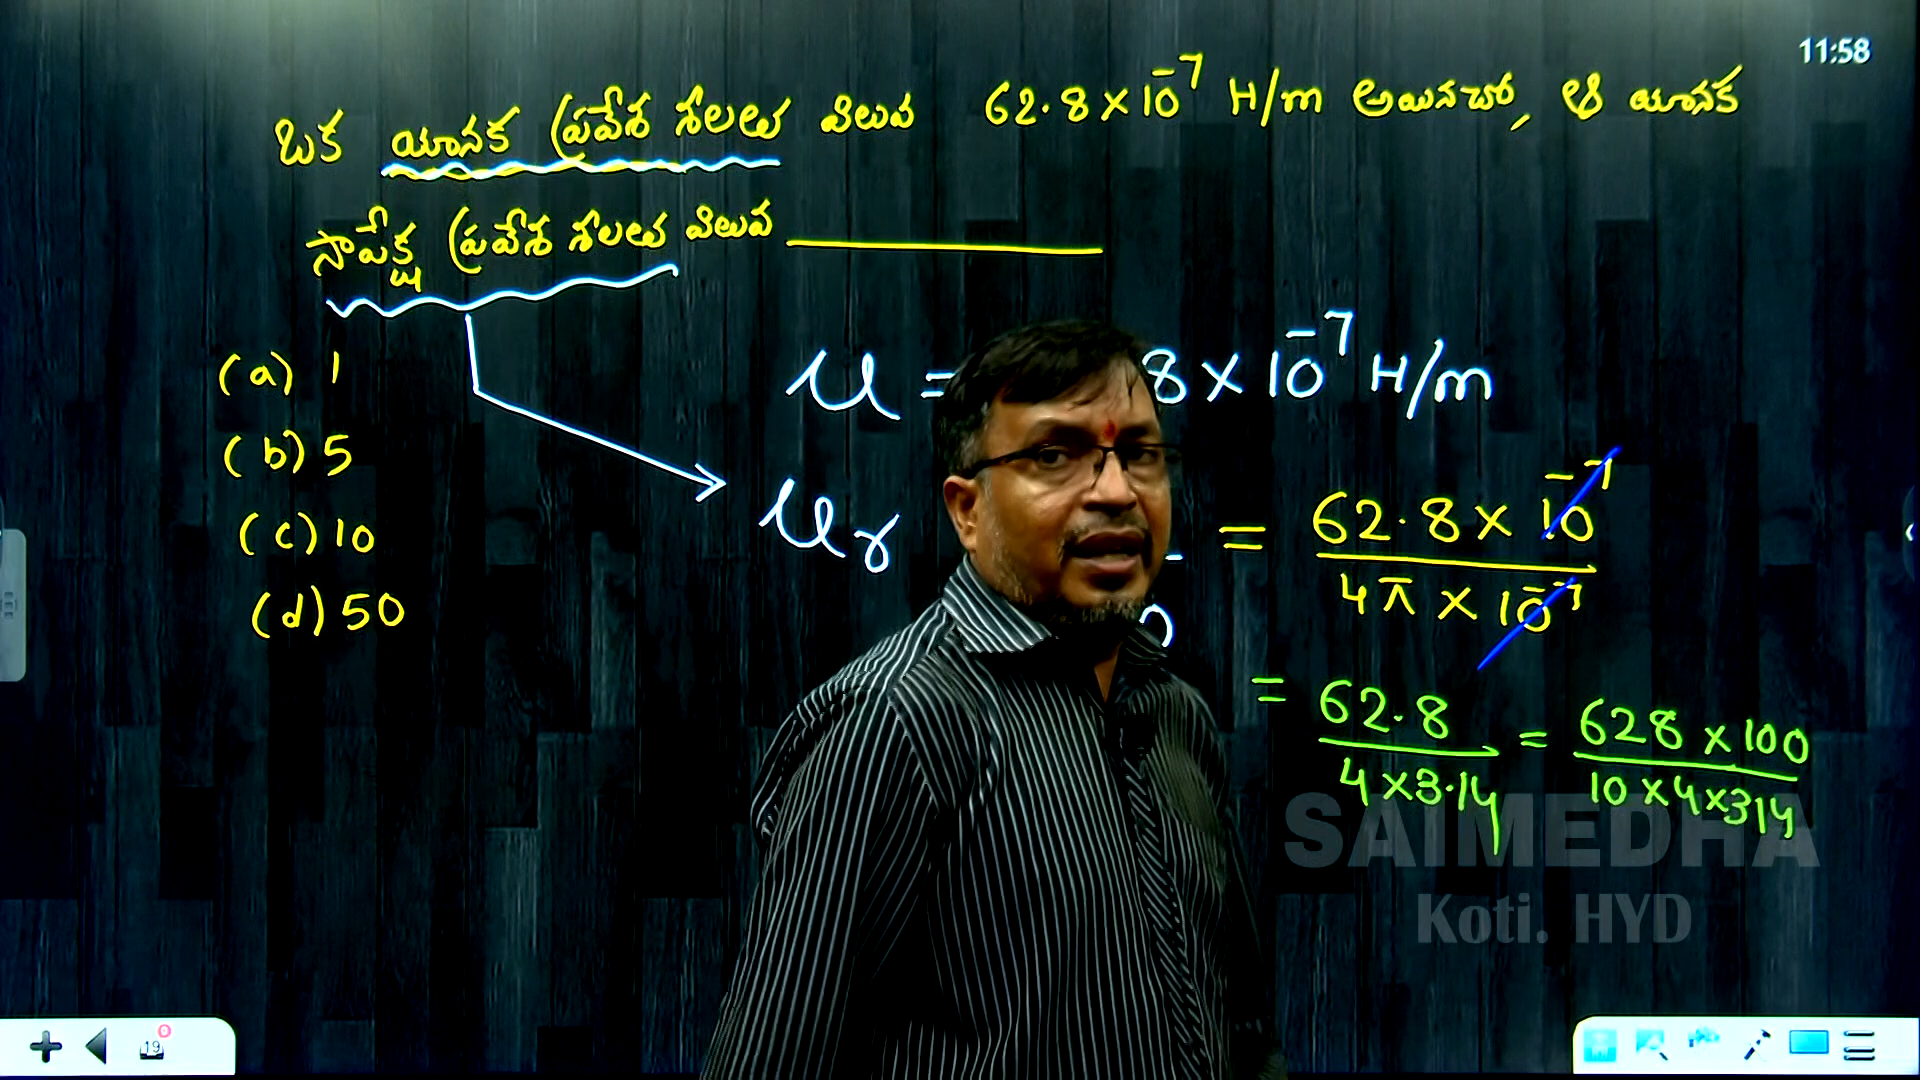 11:58
ఒక యానక ప్రవేశ శీలత విలువ 62.8 × 10⁻⁷ H/m అయినచో, ఆ యానక
సాపేక్ష ప్రవేశ శీలత విలువ ____________
(a) 1
(b) 5
(c) 10
(d) 50
μ = 8 × 10⁻⁷ H/m
μr = 62.8 × 10⁻⁷ / 4π × 10⁻⁷
= 62.8 / 4×3.14 = 628 × 100 / 10 × 4 × 314
SAIMEDHA
Koti. HYD
19